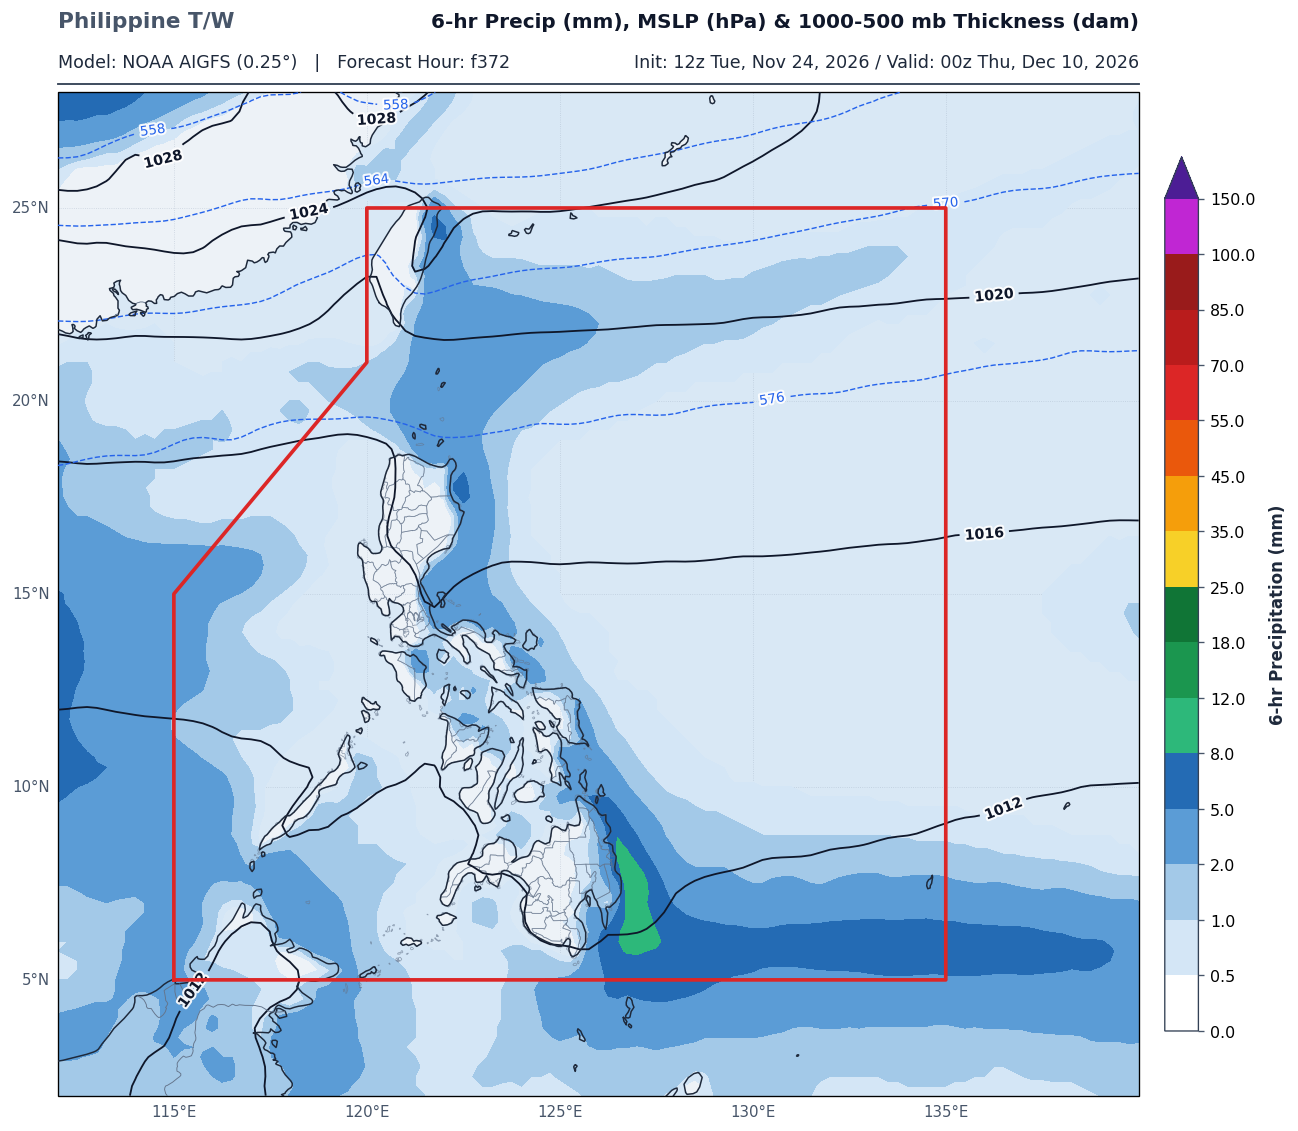 Philippine T/W
6-hr Precip (mm), MSLP (hPa) & 1000-500 mb Thickness (dam)
Model: NOAA AIGFS (0.25°) | Forecast Hour: f372
Init: 12z Tue, Nov 24, 2026 / Valid: 00z Thu, Dec 10, 2026
558
1028
558
1028
564
1024
570
1020
576
1016
1012
1012
25°N
20°N
15°N
10°N
5°N
115°E
120°E
125°E
130°E
135°E
150.0
100.0
85.0
70.0
55.0
45.0
35.0
25.0
18.0
12.0
8.0
5.0
2.0
1.0
0.5
0.0
6-hr Precipitation (mm)